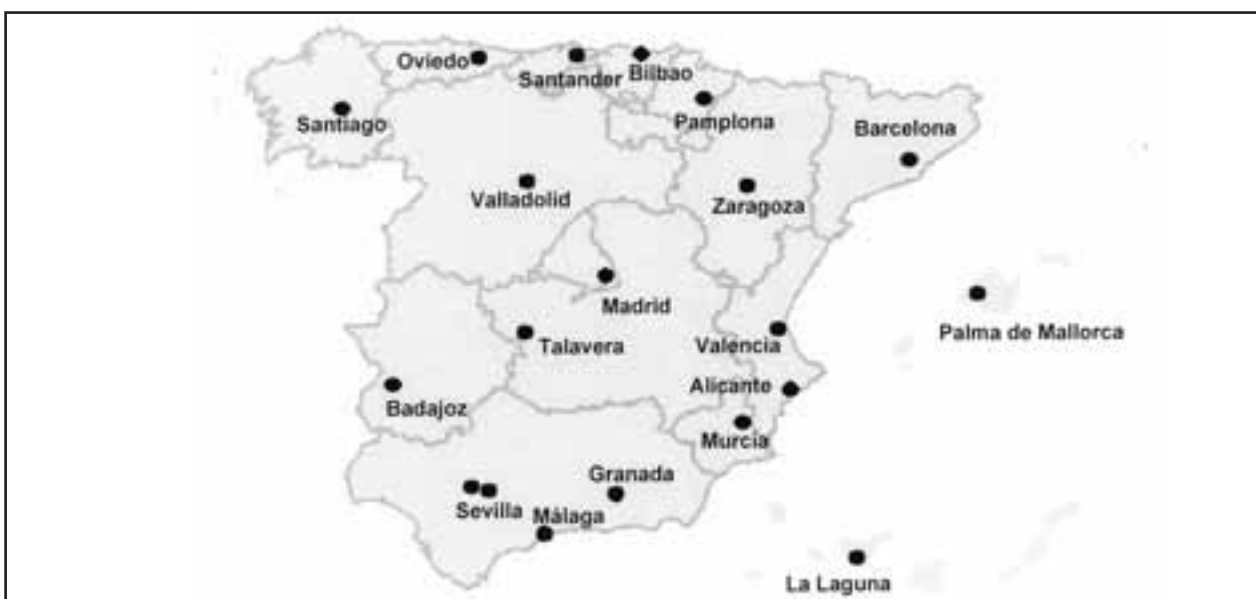 Oviedo
Santander
Bilbao
Santiago
Pamplona
Barcelona
Valladolid
Zaragoza
Madrid
Palma de Mallorca
Talavera
Valencia
Alicante
Badajoz
Murcia
Granada
Sevilla
Málaga
La Laguna